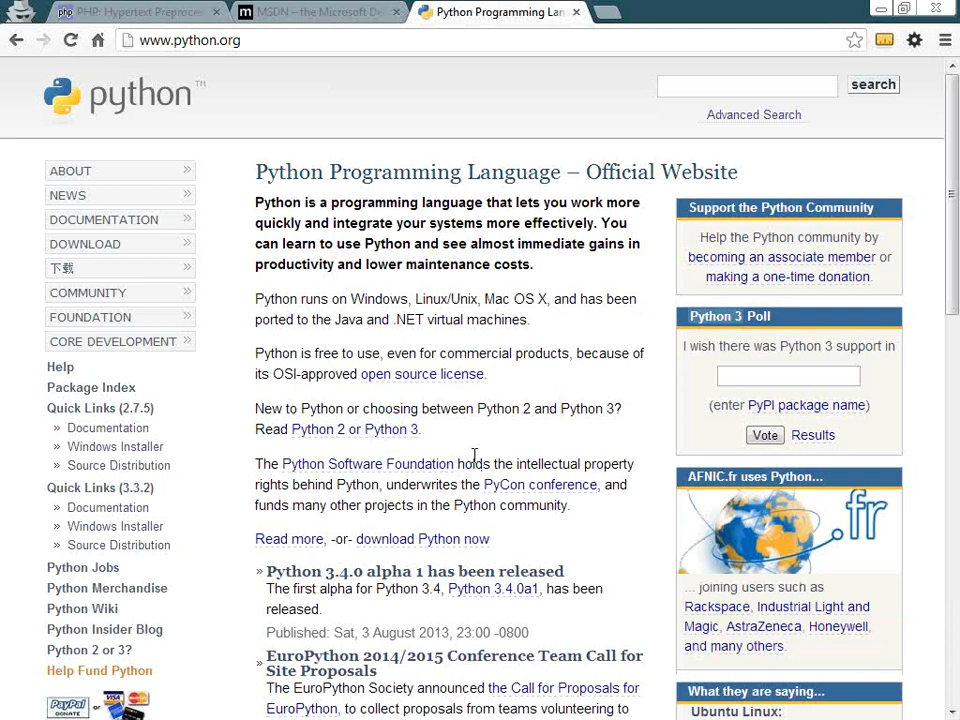 PHP: Hypertext Preproces
MSDN – the Microsoft De
Python Programming Lan
www.python.org
python™
search
Advanced Search
ABOUT
NEWS
DOCUMENTATION
DOWNLOAD
下载
COMMUNITY
FOUNDATION
CORE DEVELOPMENT
Help
Package Index
Quick Links (2.7.5)
» Documentation
» Windows Installer
» Source Distribution
Quick Links (3.3.2)
» Documentation
» Windows Installer
» Source Distribution
Python Jobs
Python Merchandise
Python Wiki
Python Insider Blog
Python 2 or 3?
Help Fund Python
PayPal
DONATE
or
VISA
Python Programming Language – Official Website
Python is a programming language that lets you work more
quickly and integrate your systems more effectively. You
can learn to use Python and see almost immediate gains in
productivity and lower maintenance costs.
Python runs on Windows, Linux/Unix, Mac OS X, and has been
ported to the Java and .NET virtual machines.
Python is free to use, even for commercial products, because of
its OSI-approved open source license.
New to Python or choosing between Python 2 and Python 3?
Read Python 2 or Python 3.
The Python Software Foundation holds the intellectual property
rights behind Python, underwrites the PyCon conference, and
funds many other projects in the Python community.
Read more, -or- download Python now
» Python 3.4.0 alpha 1 has been released
The first alpha for Python 3.4, Python 3.4.0a1, has been
released.
Published: Sat, 3 August 2013, 23:00 -0800
» EuroPython 2014/2015 Conference Team Call for
Site Proposals
The EuroPython Society announced the Call for Proposals for
EuroPython, to collect proposals from teams volunteering to
Support the Python Community
Help the Python community by
becoming an associate member or
making a one-time donation.
Python 3 Poll
I wish there was Python 3 support in
(enter PyPI package name)
Vote Results
AFNIC.fr uses Python...
.fr
... joining users such as
Rackspace, Industrial Light and
Magic, AstraZeneca, Honeywell,
and many others.
What they are saying...
Ubuntu Linux: